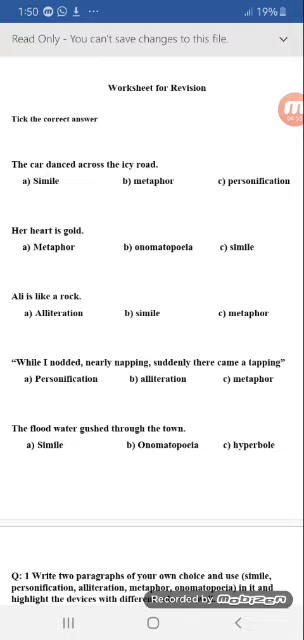 1:50 ... 19%
Read Only - You can't save changes to this file.
Worksheet for Revision
04:55
Tick the correct answer
The car danced across the icy road.
a) Simile b) metaphor c) personification
Her heart is gold.
a) Metaphor b) onomatopoeia c) simile
Ali is like a rock.
a) Alliteration b) simile c) metaphor
“While I nodded, nearly napping, suddenly there came a tapping”
a) Personification b) alliteration c) metaphor
The flood water gushed through the town.
a) Simile b) Onomatopoeia c) hyperbole
Q: 1 Write two paragraphs of your own choice and use (simile,
personification, alliteration, metaphor, onomatopoeia) in it and
highlight the devices with
Recorded by mobizen